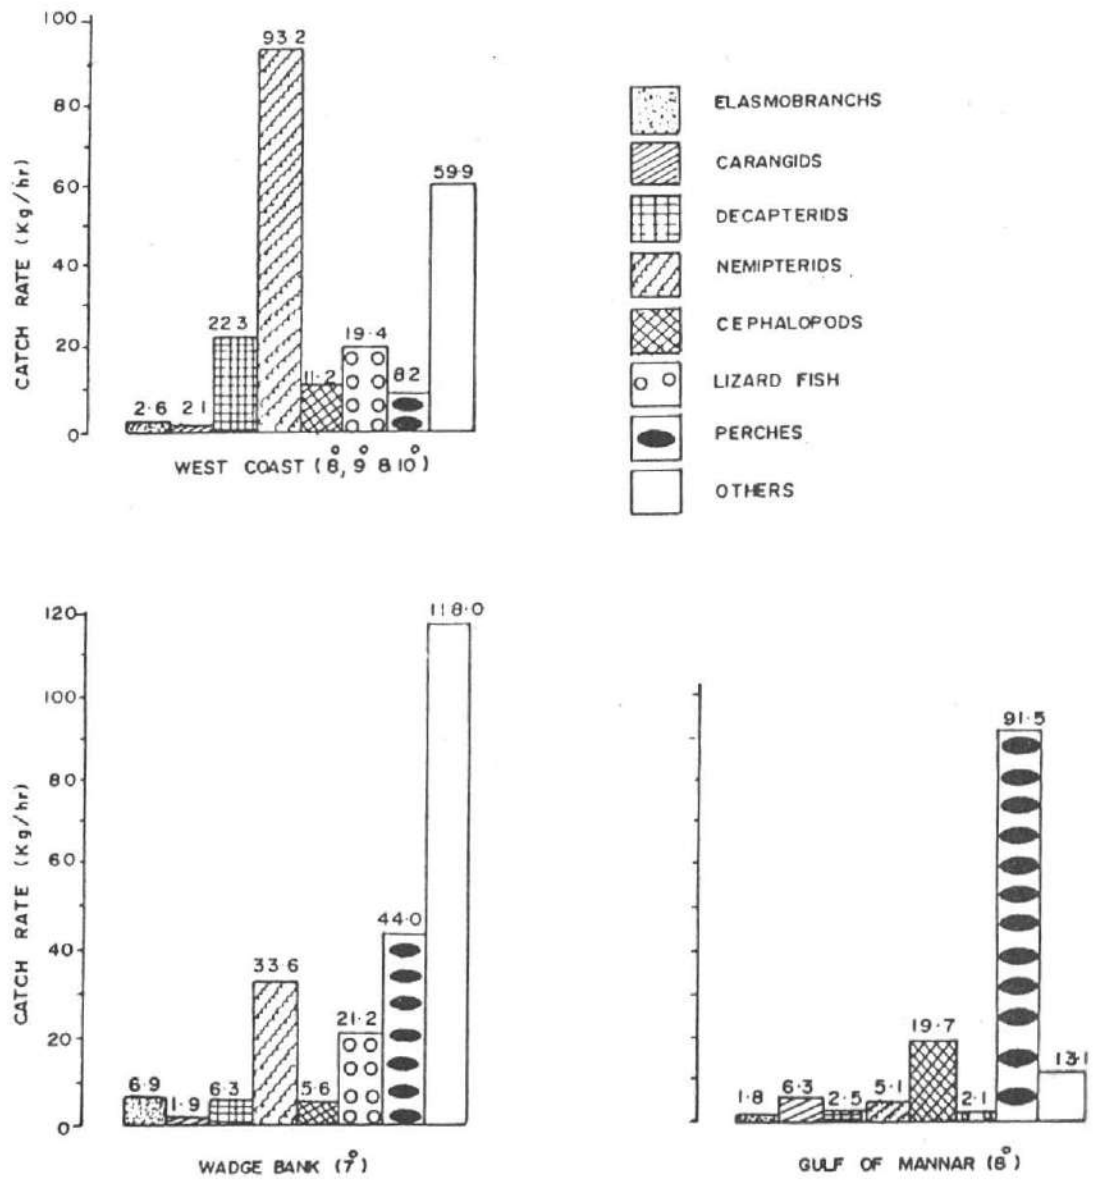 100
80
60
40
20
0
CATCH RATE (Kg/hr)
2·6
2·1
22·3
93·2
11·2
19·4
8·2
59·9
WEST COAST (8°, 9° & 10°)
ELASMOBRANCHS
CARANGIDS
DECAPTERIDS
NEMIPTERIDS
CEPHALOPODS
LIZARD FISH
PERCHES
OTHERS
120
100
80
60
40
20
0
CATCH RATE (Kg/hr)
6·9
1·9
6·3
33·6
5·6
21·2
44·0
118·0
WADGE BANK (7°)
1·8
6·3
2·5
5·1
19·7
2·1
91·5
13·1
GULF OF MANNAR (8°)